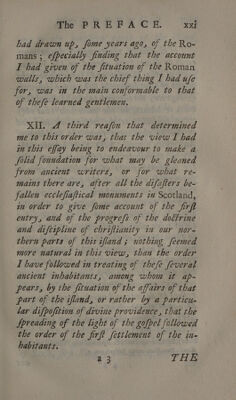 The PREFACE. xxi
had drawn up, ſome years ago, of the Ro-
mans; eſpecially finding that the account
I had given of the ſituation of the Roman
walls, which was the chief thing I had uſe
for, was in the main conformable to that
of theſe learned gentlemen.
XII. A third reaſon that determined
me to this order was, that the view I had
in this eſſay being to endeavour to make a
ſolid foundation for what may be gleaned
from ancient writers, or for what re-
mains there are, after all the diſaſters be-
fallen eccleſiaſtical monuments in Scotland,
in order to give ſome account of the firſt
entry, and of the progreſs of the doctrine
and diſcipline of chriſtianity in our nor-
thern parts of this iſland; nothing ſeemed
more natural in this view, than the order
I have followed in treating of theſe ſeveral
ancient inhabitants, among whom it ap-
pears, by the ſituation of the affairs of that
part of the iſland, or rather by a particu-
lar diſpoſition of divine providence, that the
ſpreading of the light of the goſpel followed
the order of the firſt ſettlement of the in-
habitants.
a 3 THE